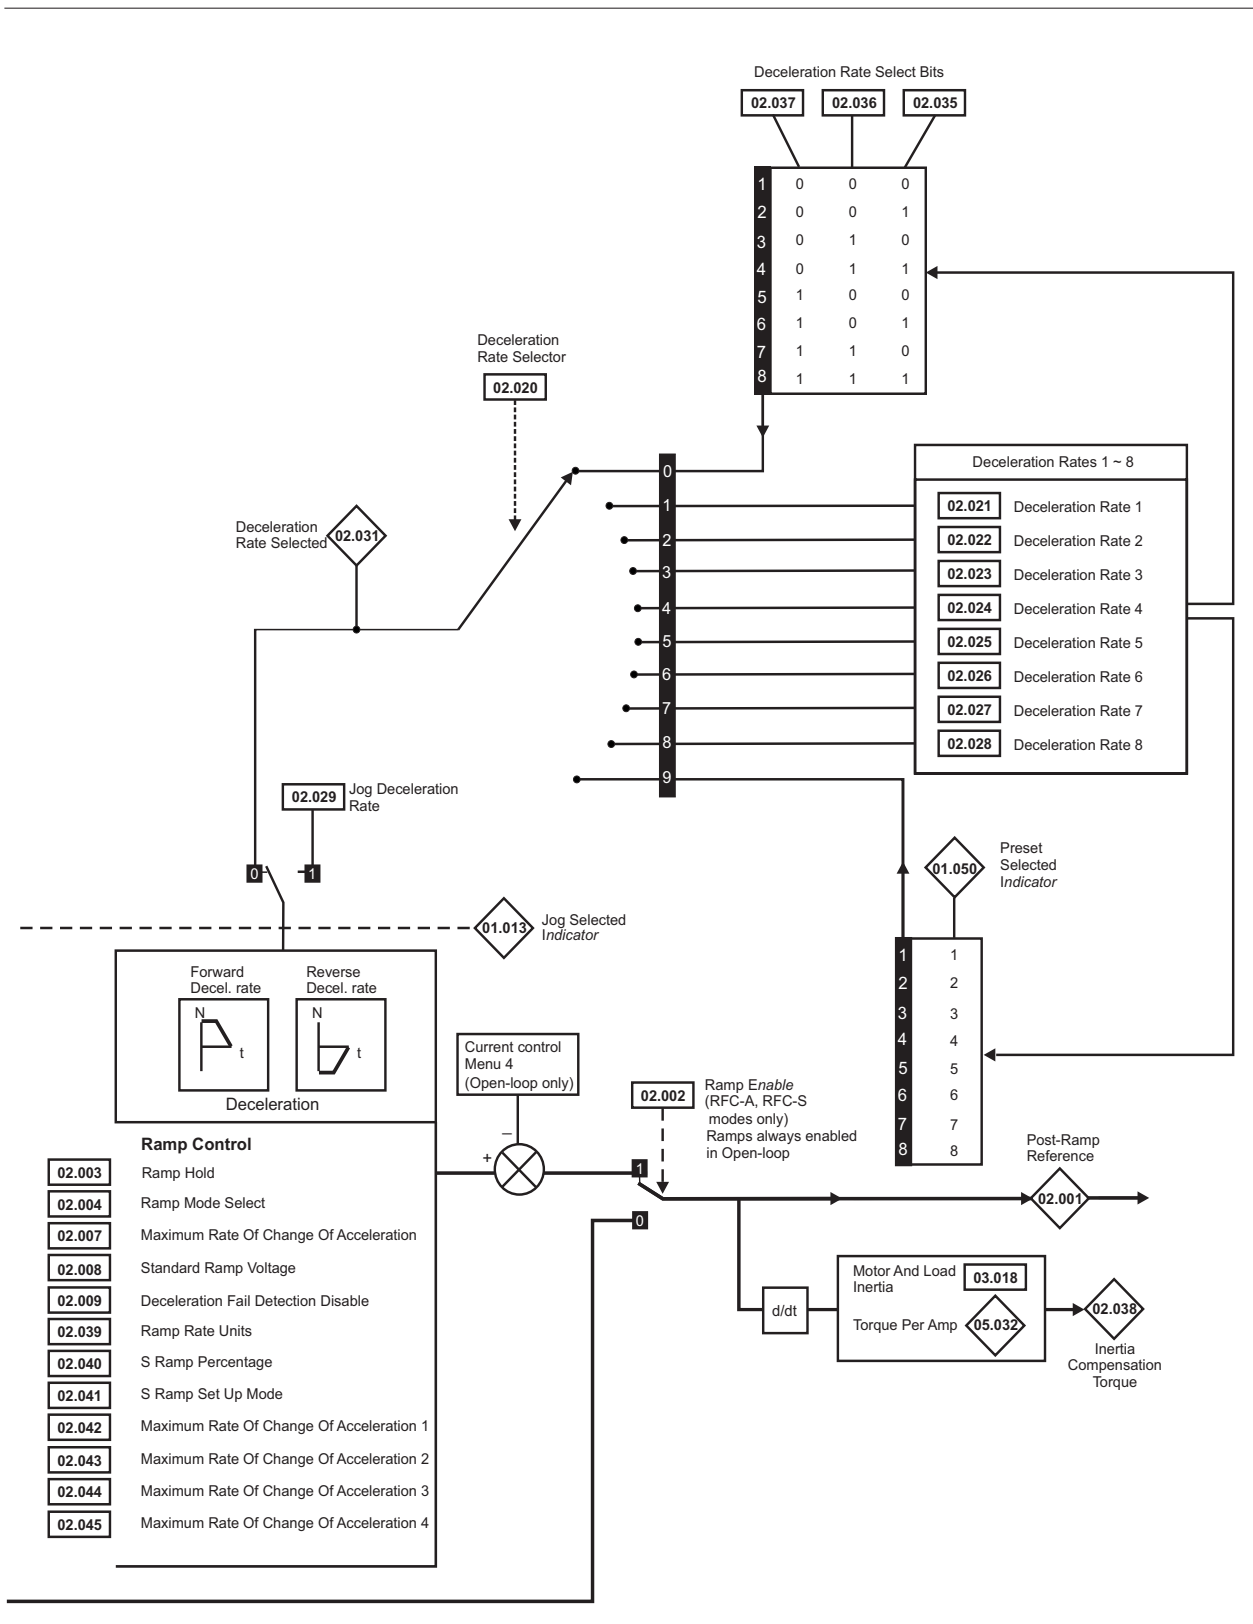 Deceleration Rate Select Bits
02.037 02.036 02.035
1 0 0 0
2 0 0 1
3 0 1 0
4 0 1 1
5 1 0 0
6 1 0 1
7 1 1 0
8 1 1 1
Deceleration
Rate Selector
02.020
Deceleration
Rate Selected
02.031
0
1
2
3
4
5
6
7
8
9
Deceleration Rates 1 ~ 8
02.021 Deceleration Rate 1
02.022 Deceleration Rate 2
02.023 Deceleration Rate 3
02.024 Deceleration Rate 4
02.025 Deceleration Rate 5
02.026 Deceleration Rate 6
02.027 Deceleration Rate 7
02.028 Deceleration Rate 8
02.029
Jog Deceleration
Rate
0 1
01.050
Preset
Selected
Indicator
01.013
Jog Selected
Indicator
1 1
2 2
3 3
4 4
5 5
6 6
7 7
8 8
Forward
Decel. rate
N
t
Reverse
Decel. rate
N
t
Deceleration
Current control
Menu 4
(Open-loop only)
–
+
02.002
Ramp Enable
(RFC-A, RFC-S
modes only)
Ramps always enabled
in Open-loop
1
0
Post-Ramp
Reference
02.001
Ramp Control
02.003 Ramp Hold
02.004 Ramp Mode Select
02.007 Maximum Rate Of Change Of Acceleration
02.008 Standard Ramp Voltage
02.009 Deceleration Fail Detection Disable
02.039 Ramp Rate Units
02.040 S Ramp Percentage
02.041 S Ramp Set Up Mode
02.042 Maximum Rate Of Change Of Acceleration 1
02.043 Maximum Rate Of Change Of Acceleration 2
02.044 Maximum Rate Of Change Of Acceleration 3
02.045 Maximum Rate Of Change Of Acceleration 4
d/dt
Motor And Load
Inertia
03.018
Torque Per Amp 05.032
02.038
Inertia
Compensation
Torque